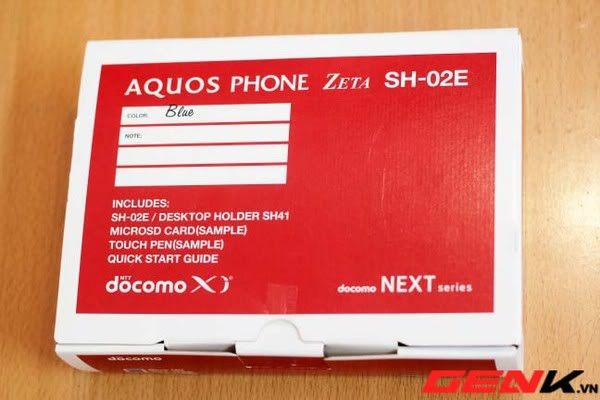 AQUOS PHONE ZETA SH-02E
COLOR: Blue
NOTE:
INCLUDES:
SH-02E / DESKTOP HOLDER SH41
MICROSD CARD(SAMPLE)
TOUCH PEN(SAMPLE)
QUICK START GUIDE
NTT
docomo Xi
docomo NEXT series
docomo
GENK.VN